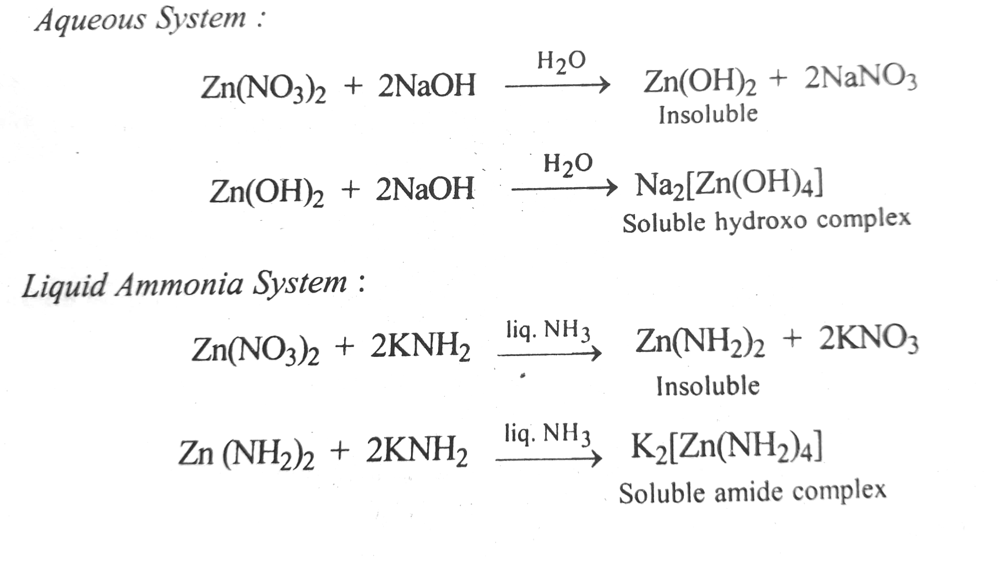 Aqueous System :
Zn(NO₃)₂ + 2NaOH ⟶ (H₂O) Zn(OH)₂ + 2NaNO₃
Insoluble
Zn(OH)₂ + 2NaOH ⟶ (H₂O) Na₂[Zn(OH)₄]
Soluble hydroxo complex
Liquid Ammonia System :
Zn(NO₃)₂ + 2KNH₂ ⟶ (liq. NH₃) Zn(NH₂)₂ + 2KNO₃
Insoluble
Zn (NH₂)₂ + 2KNH₂ ⟶ (liq. NH₃) K₂[Zn(NH₂)₄]
Soluble amide complex